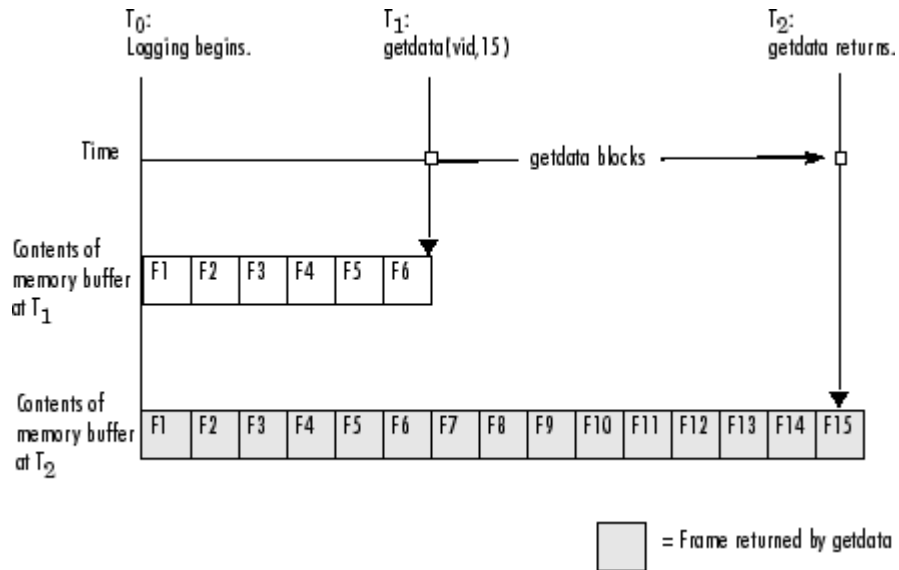 T0:
Logging begins.
T1:
getdata(vid,15)
T2:
getdata returns.
Time
getdata blocks
Contents of
memory buffer
at T1
F1 F2 F3 F4 F5 F6
Contents of
memory buffer
at T2
F1 F2 F3 F4 F5 F6 F7 F8 F9 F10 F11 F12 F13 F14 F15
= Frame returned by getdata